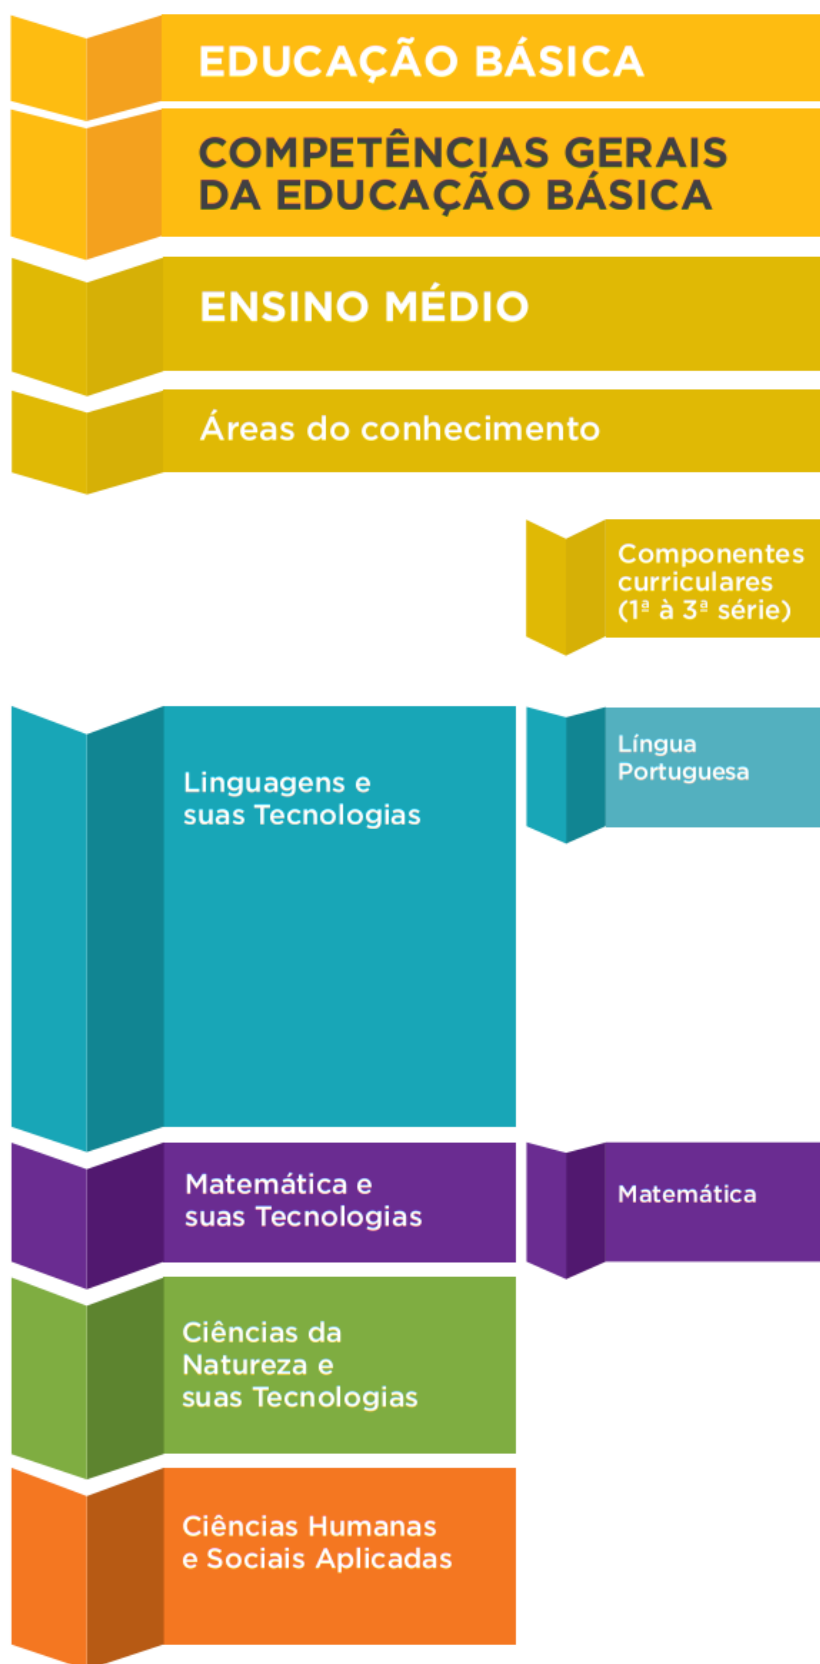 EDUCAÇÃO BÁSICA
COMPETÊNCIAS GERAIS
DA EDUCAÇÃO BÁSICA
ENSINO MÉDIO
Áreas do conhecimento
Componentes
curriculares
(1ª à 3ª série)
Linguagens e
suas Tecnologias
Língua
Portuguesa
Matemática e
suas Tecnologias
Matemática
Ciências da
Natureza e
suas Tecnologias
Ciências Humanas
e Sociais Aplicadas